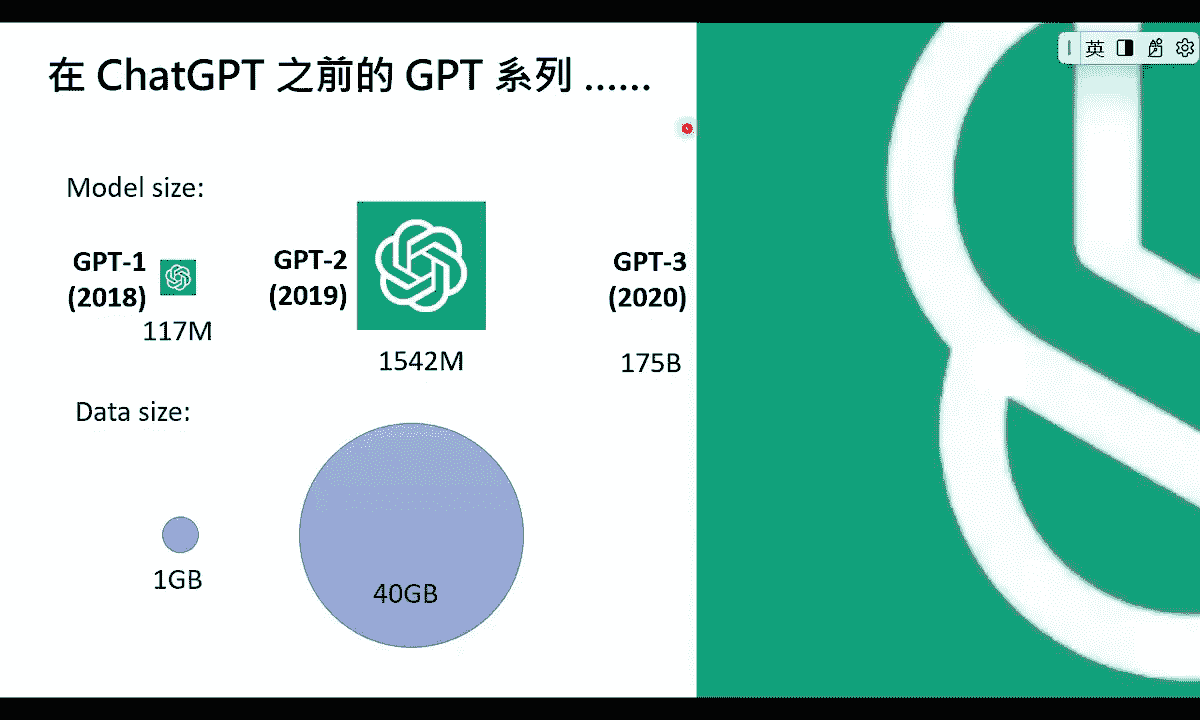 在 ChatGPT 之前的 GPT 系列 ……
英
Model size:
GPT-1
(2018)
117M
GPT-2
(2019)
1542M
GPT-3
(2020)
175B
Data size:
1GB
40GB